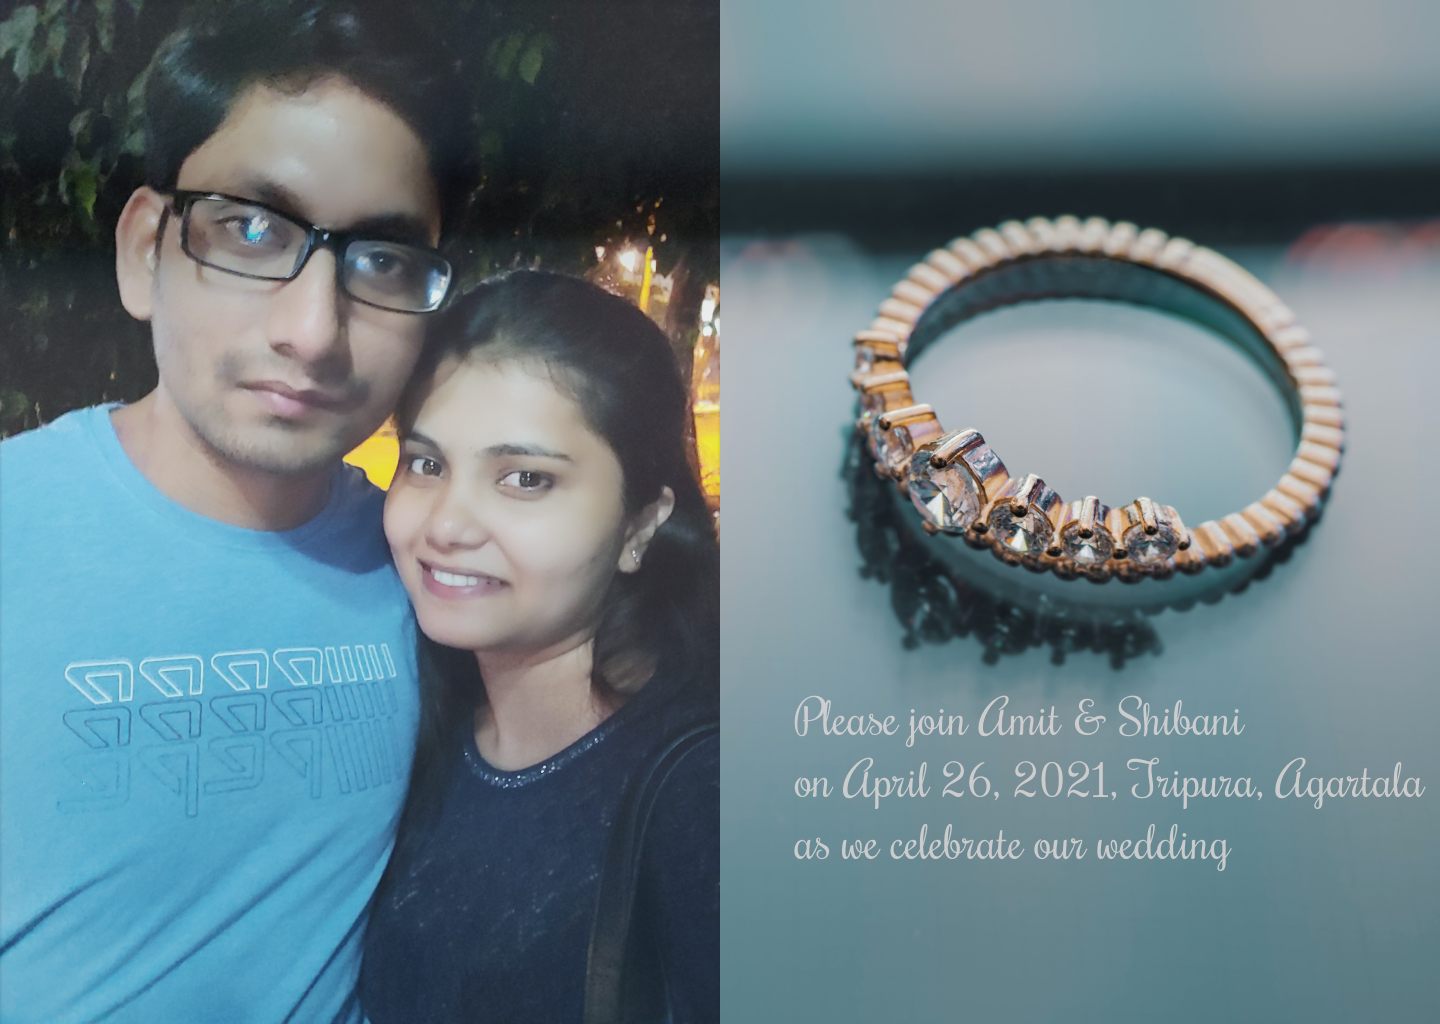 Please join Amit & Shibani
on April 26, 2021, Tripura, Agartala
as we celebrate our wedding